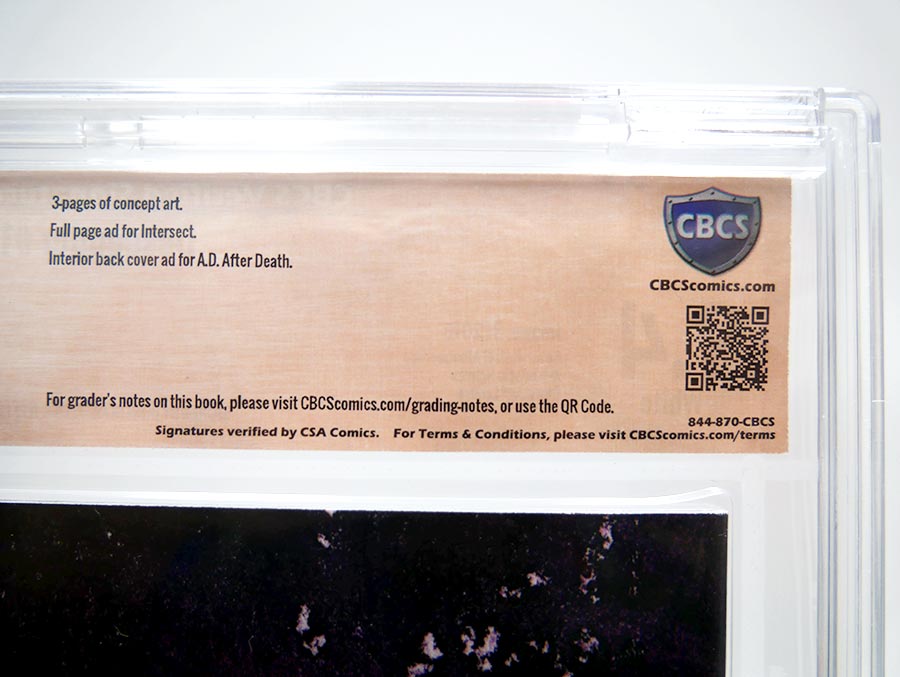 3-pages of concept art.
Full page ad for Intersect.
Interior back cover ad for A.D. After Death.
CBCS
CBCScomics.com
For grader's notes on this book, please visit CBCScomics.com/grading-notes, or use the QR Code.
844-870-CBCS
Signatures verified by CSA Comics. For Terms & Conditions, please visit CBCScomics.com/terms